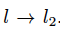 l → l₂.